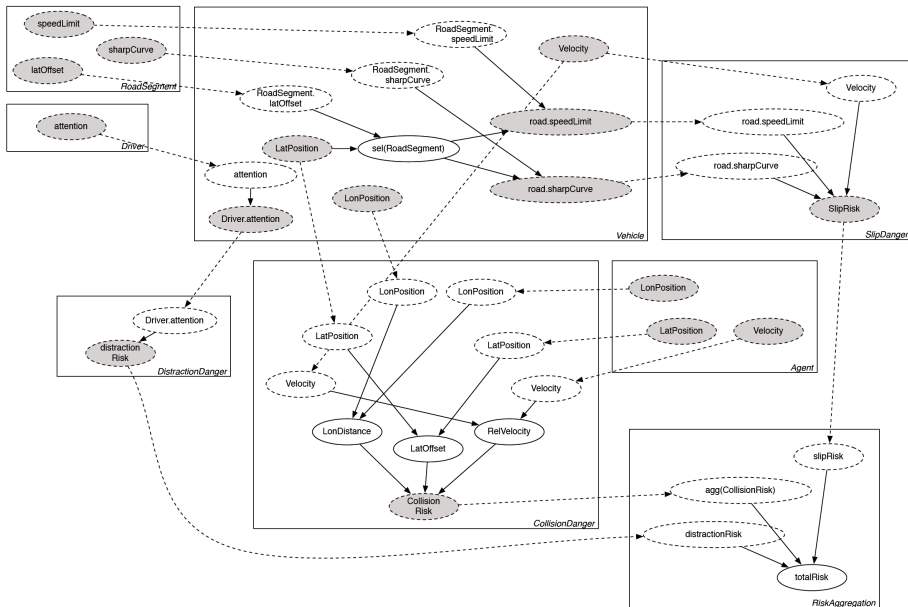 speedLimit
sharpCurve
latOffset
RoadSegment
attention
Driver
RoadSegment.
speedLimit
Velocity
RoadSegment.
sharpCurve
RoadSegment.
latOffset
LatPosition
sel(RoadSegment)
road.speedLimit
attention
LonPosition
road.sharpCurve
Driver.attention
Vehicle
Velocity
road.speedLimit
road.sharpCurve
SlipRisk
SlipDanger
Driver.attention
distraction
Risk
DistractionDanger
LonPosition
LonPosition
LatPosition
LatPosition
Velocity
Velocity
LonDistance
LatOffset
RelVelocity
Collision
Risk
CollisionDanger
LonPosition
LatPosition
Velocity
Agent
slipRisk
agg(CollisionRisk)
distractionRisk
totalRisk
RiskAggregation